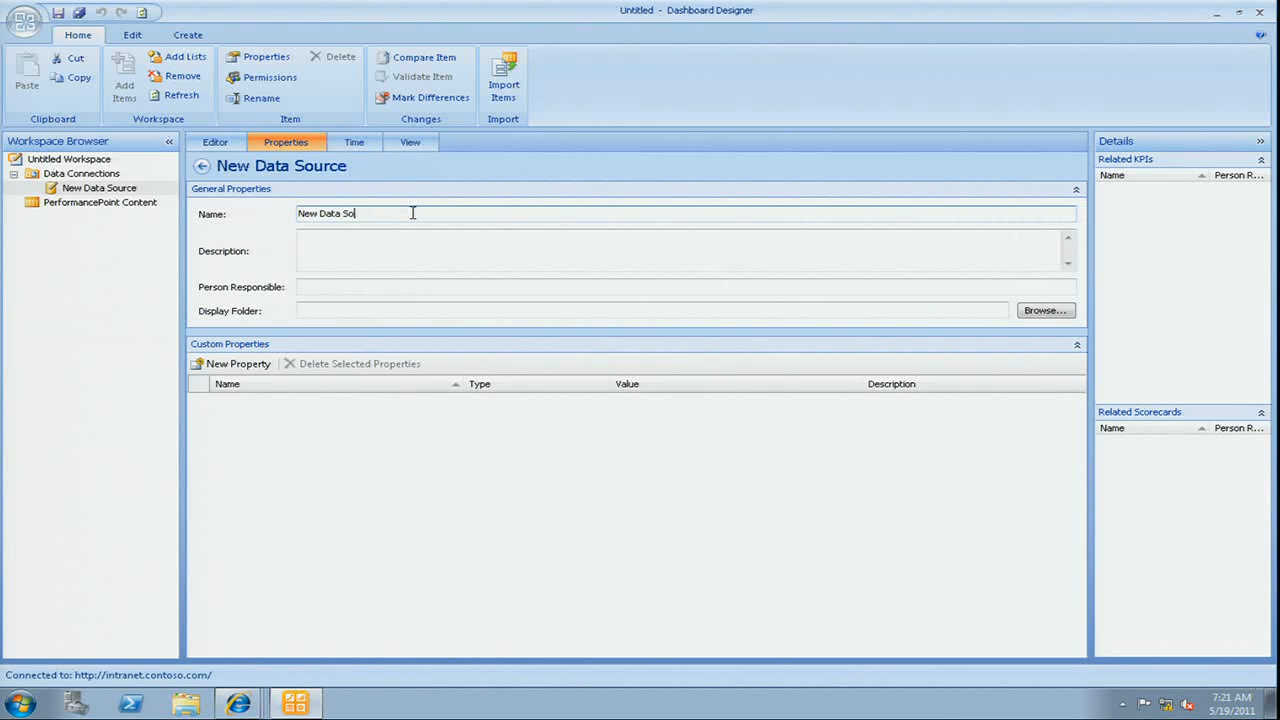 Untitled - Dashboard Designer
Home Edit Create
Paste Cut Copy Clipboard
Add Items Add Lists Remove Refresh Workspace
Properties Delete Permissions Rename Item
Compare Item Validate Item Mark Differences Changes
Import Items Import
Workspace Browser «
Untitled Workspace
Data Connections
New Data Source
PerformancePoint Content
Editor Properties Time View
New Data Source
General Properties
Name: New Data So
Description:
Person Responsible:
Display Folder: Browse...
Custom Properties
New Property Delete Selected Properties
Name Type Value Description
Details »
Related KPIs
Name Person R...
Related Scorecards
Name Person R...
Connected to: http://intranet.contoso.com/
7:21 AM
5/19/2011